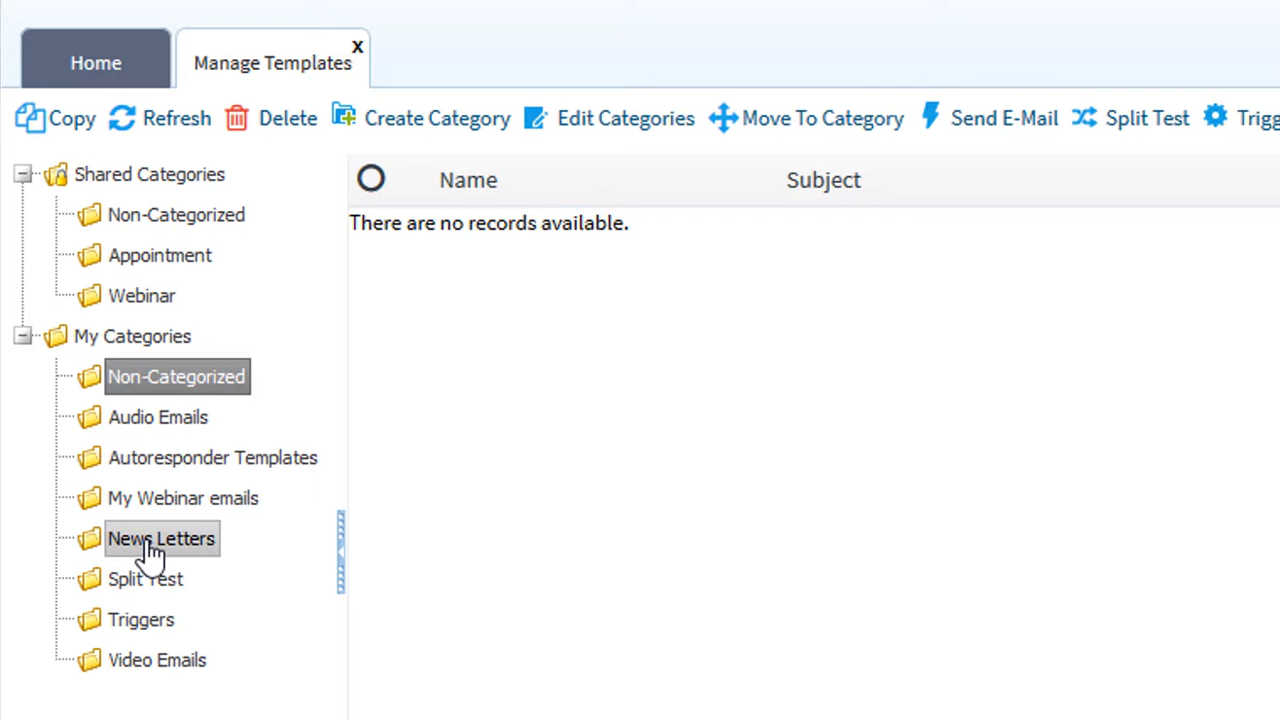 Home
Manage Templates
x
Copy Refresh Delete Create Category Edit Categories Move To Category Send E-Mail Split Test Trigg
Shared Categories
Non-Categorized
Appointment
Webinar
My Categories
Non-Categorized
Audio Emails
Autoresponder Templates
My Webinar emails
News Letters
Split Test
Triggers
Video Emails
Name Subject
There are no records available.